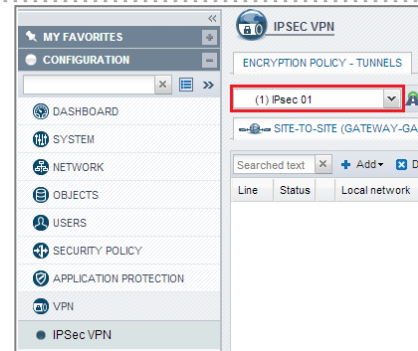 MY FAVORITES
CONFIGURATION
DASHBOARD
SYSTEM
NETWORK
OBJECTS
USERS
SECURITY POLICY
APPLICATION PROTECTION
VPN
IPSec VPN
IPSEC VPN
ENCRYPTION POLICY - TUNNELS
(1) IPsec 01
SITE-TO-SITE (GATEWAY-GA
Searched text Add D
Line Status Local network